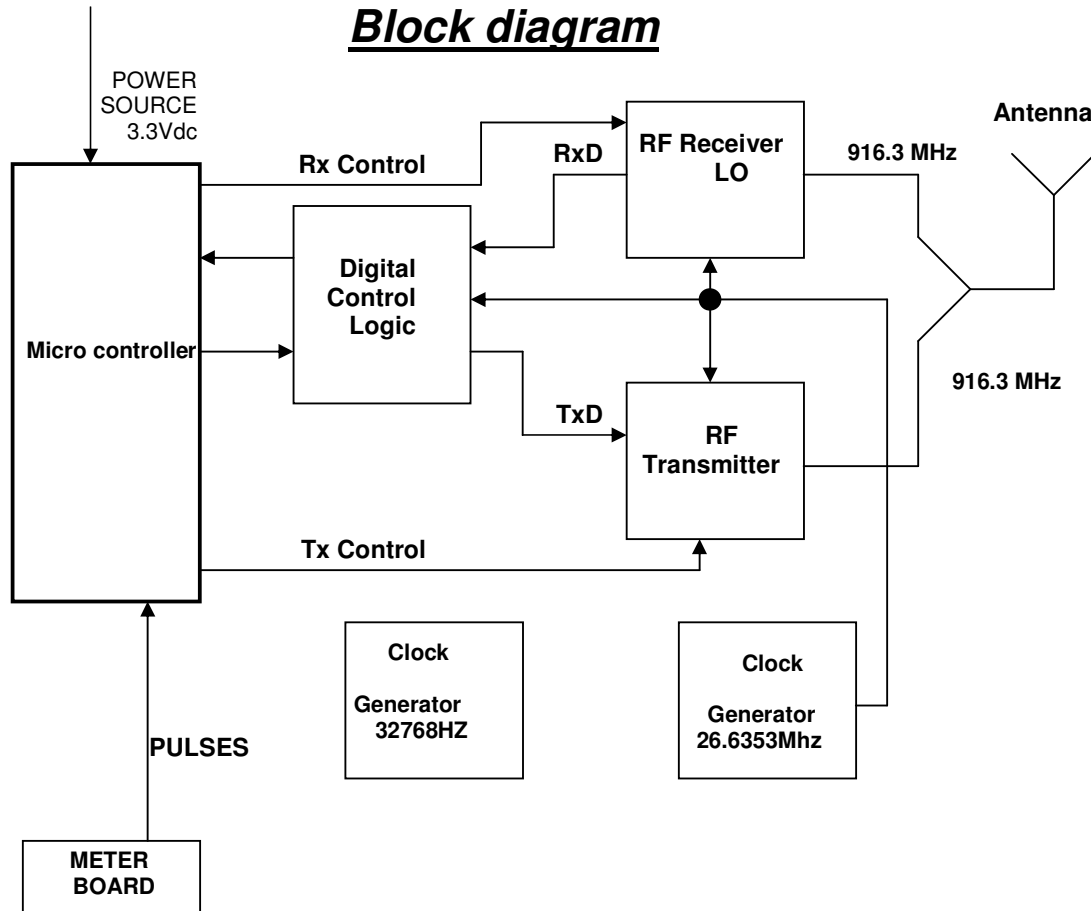 Block diagram
POWER
SOURCE
3.3Vdc
Antenna
Rx Control
RxD
RF Receiver
LO
916.3 MHz
Digital
Control
Logic
Micro controller
916.3 MHz
TxD
RF
Transmitter
Tx Control
Clock
Generator
32768HZ
Clock
Generator
26.6353Mhz
PULSES
METER
BOARD